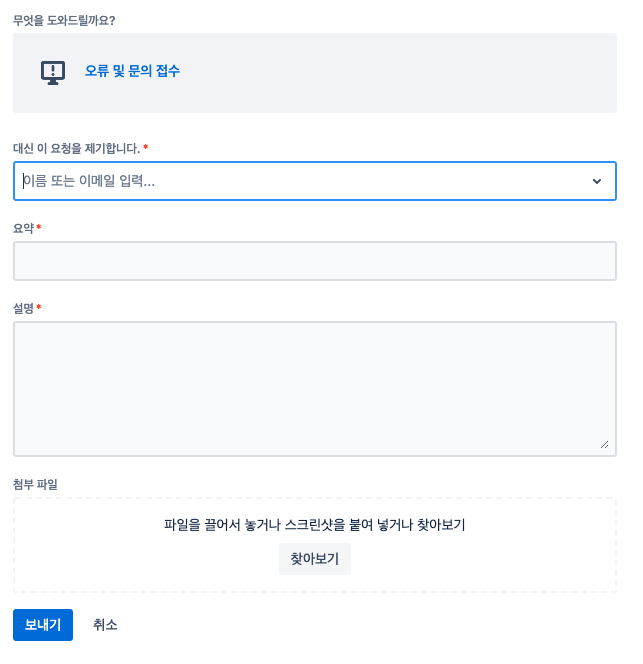 무엇을 도와드릴까요?
오류 및 문의 접수
대신 이 요청을 제기합니다. *
이름 또는 이메일 입력...
요약 *
설명 *
첨부 파일
파일을 끌어서 놓거나 스크린샷을 붙여 넣거나 찾아보기
찾아보기
보내기 취소